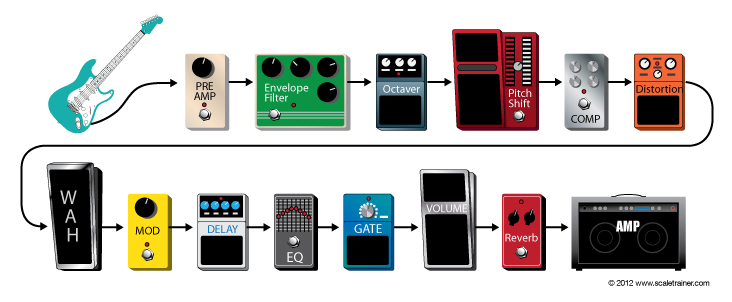 PRE
AMP
Envelope
Filter
Octaver
Pitch
Shift
COMP
Distortion
WAH
MOD
DELAY
EQ
GATE
VOLUME
Reverb
AMP
© 2012 www.scaletrainer.com